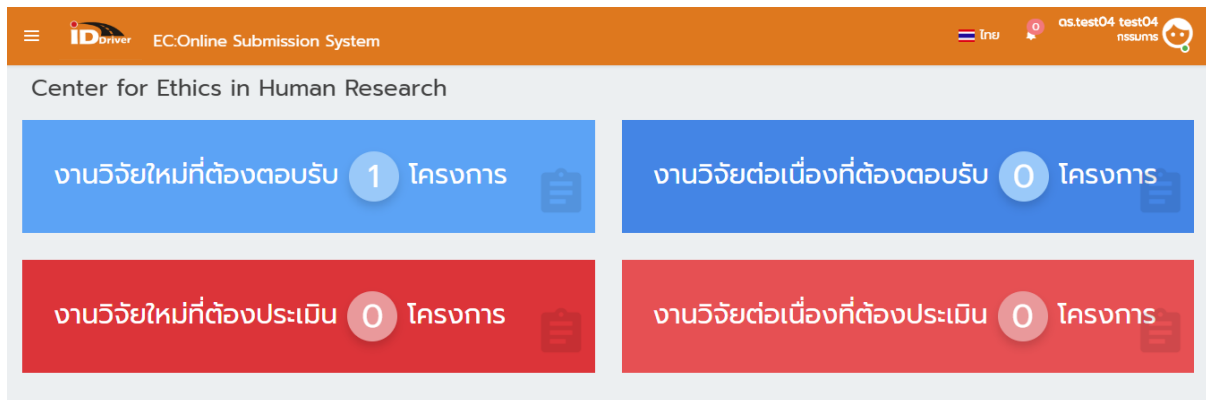 iDDriver EC:Online Submission System ไทย 0 ดร.test04 test04
กรรมการ
Center for Ethics in Human Research
งานวิจัยใหม่ที่ต้องตอบรับ 1 โครงการ
งานวิจัยต่อเนื่องที่ต้องตอบรับ 0 โครงการ
งานวิจัยใหม่ที่ต้องประเมิน 0 โครงการ
งานวิจัยต่อเนื่องที่ต้องประเมิน 0 โครงการ